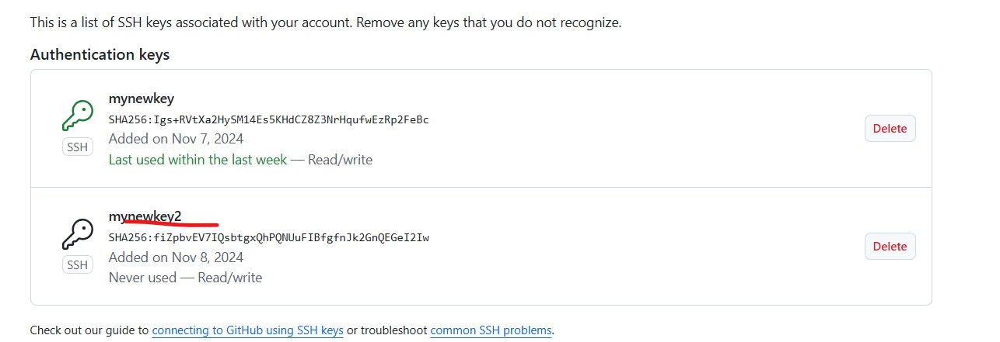 This is a list of SSH keys associated with your account. Remove any keys that you do not recognize.
Authentication keys
mynewkey
SHA256:Igs+RVtXa2HySM14Es5KHdCZ8Z3NrHqufwEzRp2FeBc
SSH
Added on Nov 7, 2024
Last used within the last week — Read/write
Delete
mynewkey2
SHA256:fiZpbvEV7IQsbtgxQhPQNUuFIBfgfnJk2GnQEGeI2Iw
SSH
Added on Nov 8, 2024
Never used — Read/write
Delete
Check out our guide to connecting to GitHub using SSH keys or troubleshoot common SSH problems.